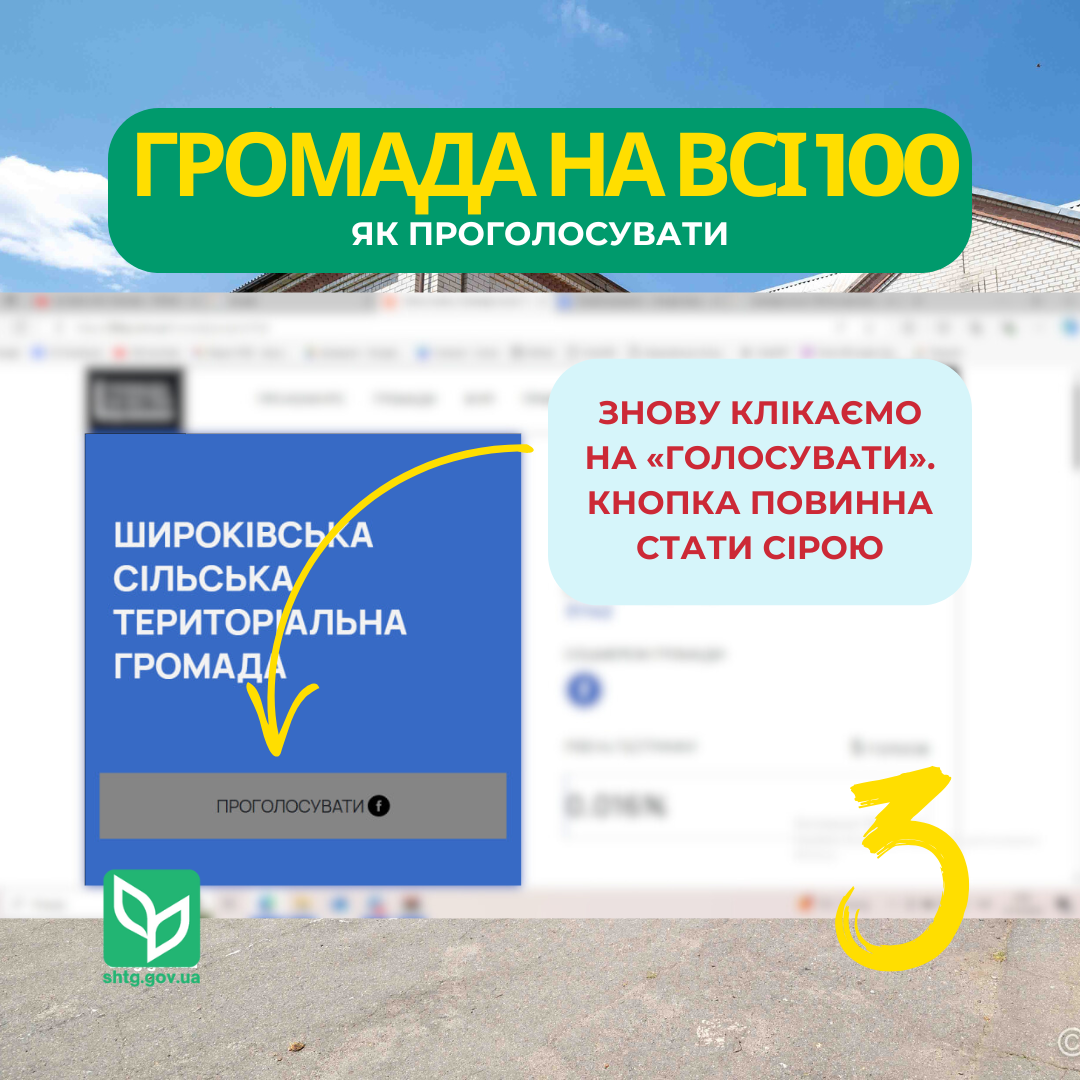 ГРОМАДА НА ВСІ 100
ЯК ПРОГОЛОСУВАТИ
ЗНОВУ КЛІКАЄМО
НА «ГОЛОСУВАТИ».
КНОПКА ПОВИННА
СТАТИ СІРОЮ
ШИРОКІВСЬКА
СІЛЬСЬКА
ТЕРИТОРІАЛЬНА
ГРОМАДА
ПРОГОЛОСУВАТИ
0.016%
3
shtg.gov.ua